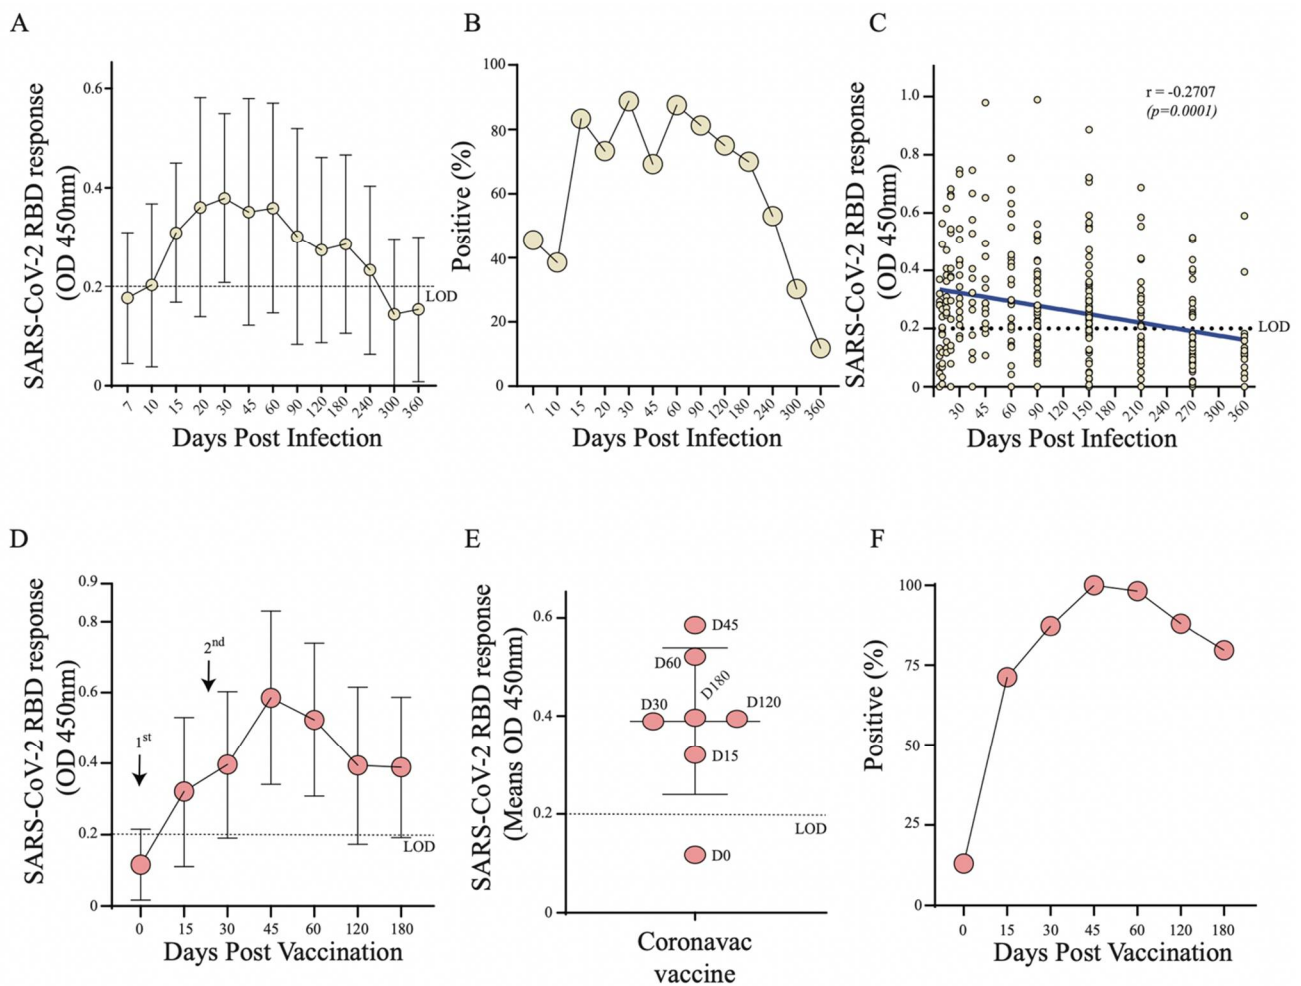 A
SARS-CoV-2 RBD response
(OD 450nm)
0.6
0.4
0.2
0
LOD
7
10
15
20
30
45
60
90
120
180
240
300
360
Days Post Infection
B
Positive (%)
100
80
60
40
20
0
7
10
15
20
30
45
60
90
120
180
240
300
360
Days Post Infection
C
SARS-CoV-2 RBD response
(OD 450nm)
1.0
0.8
0.6
0.4
0.2
0
r = -0.2707
(p=0.0001)
LOD
30
45
60
90
120
150
180
210
240
270
300
360
Days Post Infection
D
SARS-CoV-2 RBD response
(OD 450nm)
0.9
0.8
0.6
0.4
0.2
0
1st
2nd
LOD
0
15
30
45
60
120
180
Days Post Vaccination
E
SARS-CoV-2 RBD response
(Means OD 450nm)
0.6
0.4
0.2
0
D45
D60
D180
D30
D120
D15
LOD
D0
Coronavac
vaccine
F
Positive (%)
100
75
50
25
0
0
15
30
45
60
120
180
Days Post Vaccination